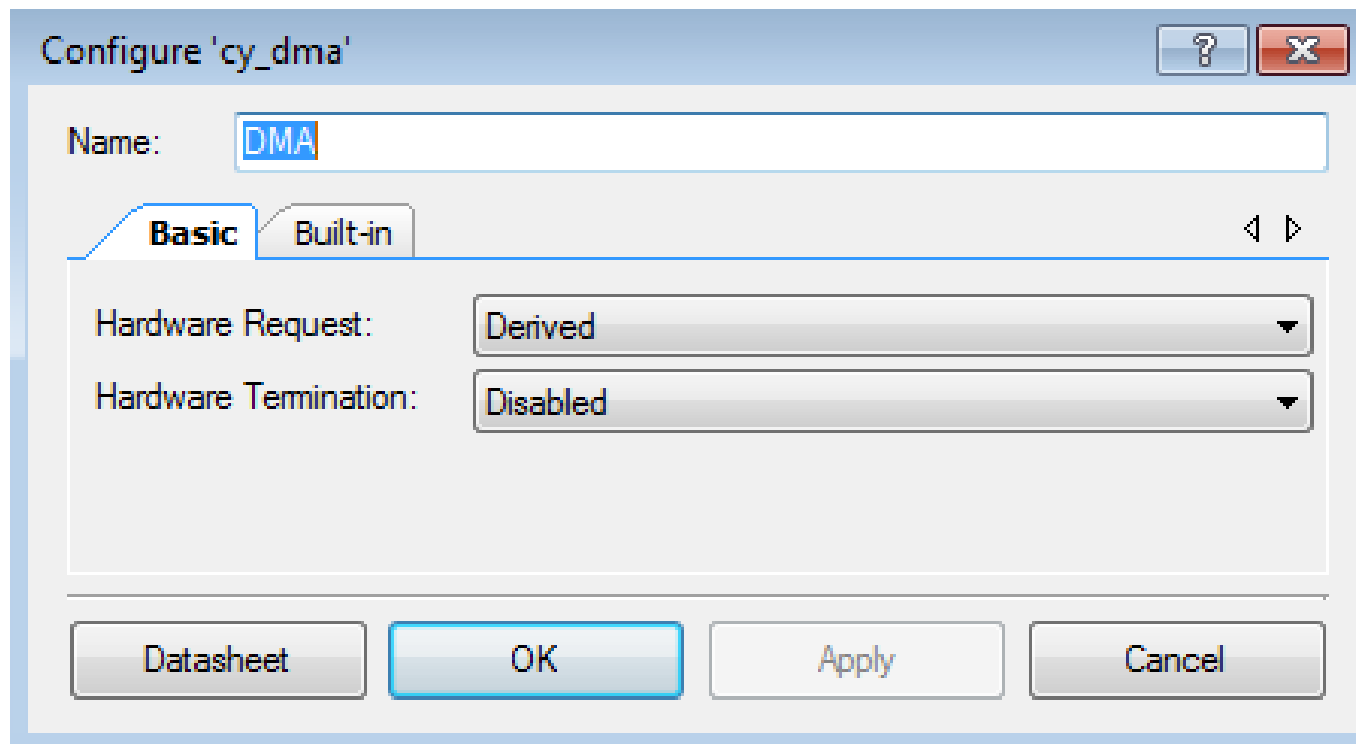 Configure 'cy_dma'
Name: DMA
Basic Built-in
Hardware Request: Derived
Hardware Termination: Disabled
Datasheet OK Apply Cancel